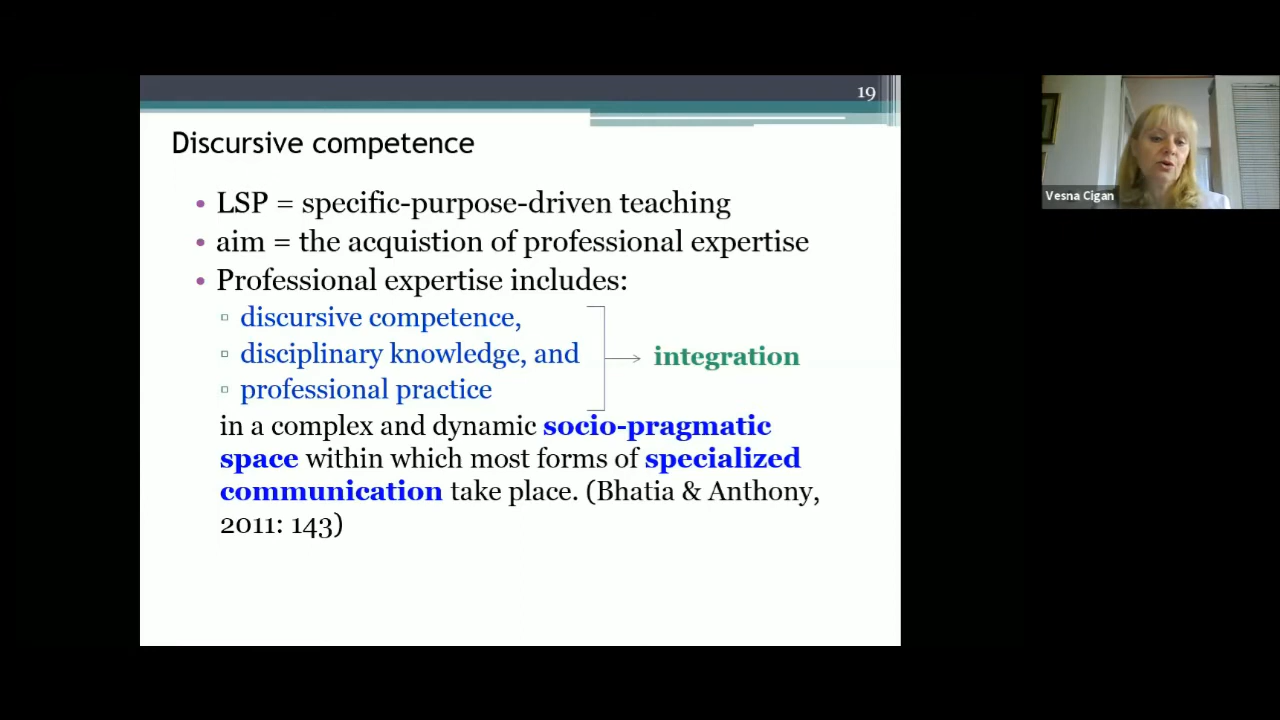 19
Discursive competence
• LSP = specific-purpose-driven teaching
• aim = the acquistion of professional expertise
• Professional expertise includes:
▫ discursive competence,
▫ disciplinary knowledge, and
▫ professional practice
integration
in a complex and dynamic socio-pragmatic
space within which most forms of specialized
communication take place. (Bhatia & Anthony,
2011: 143)
Vesna Cigan